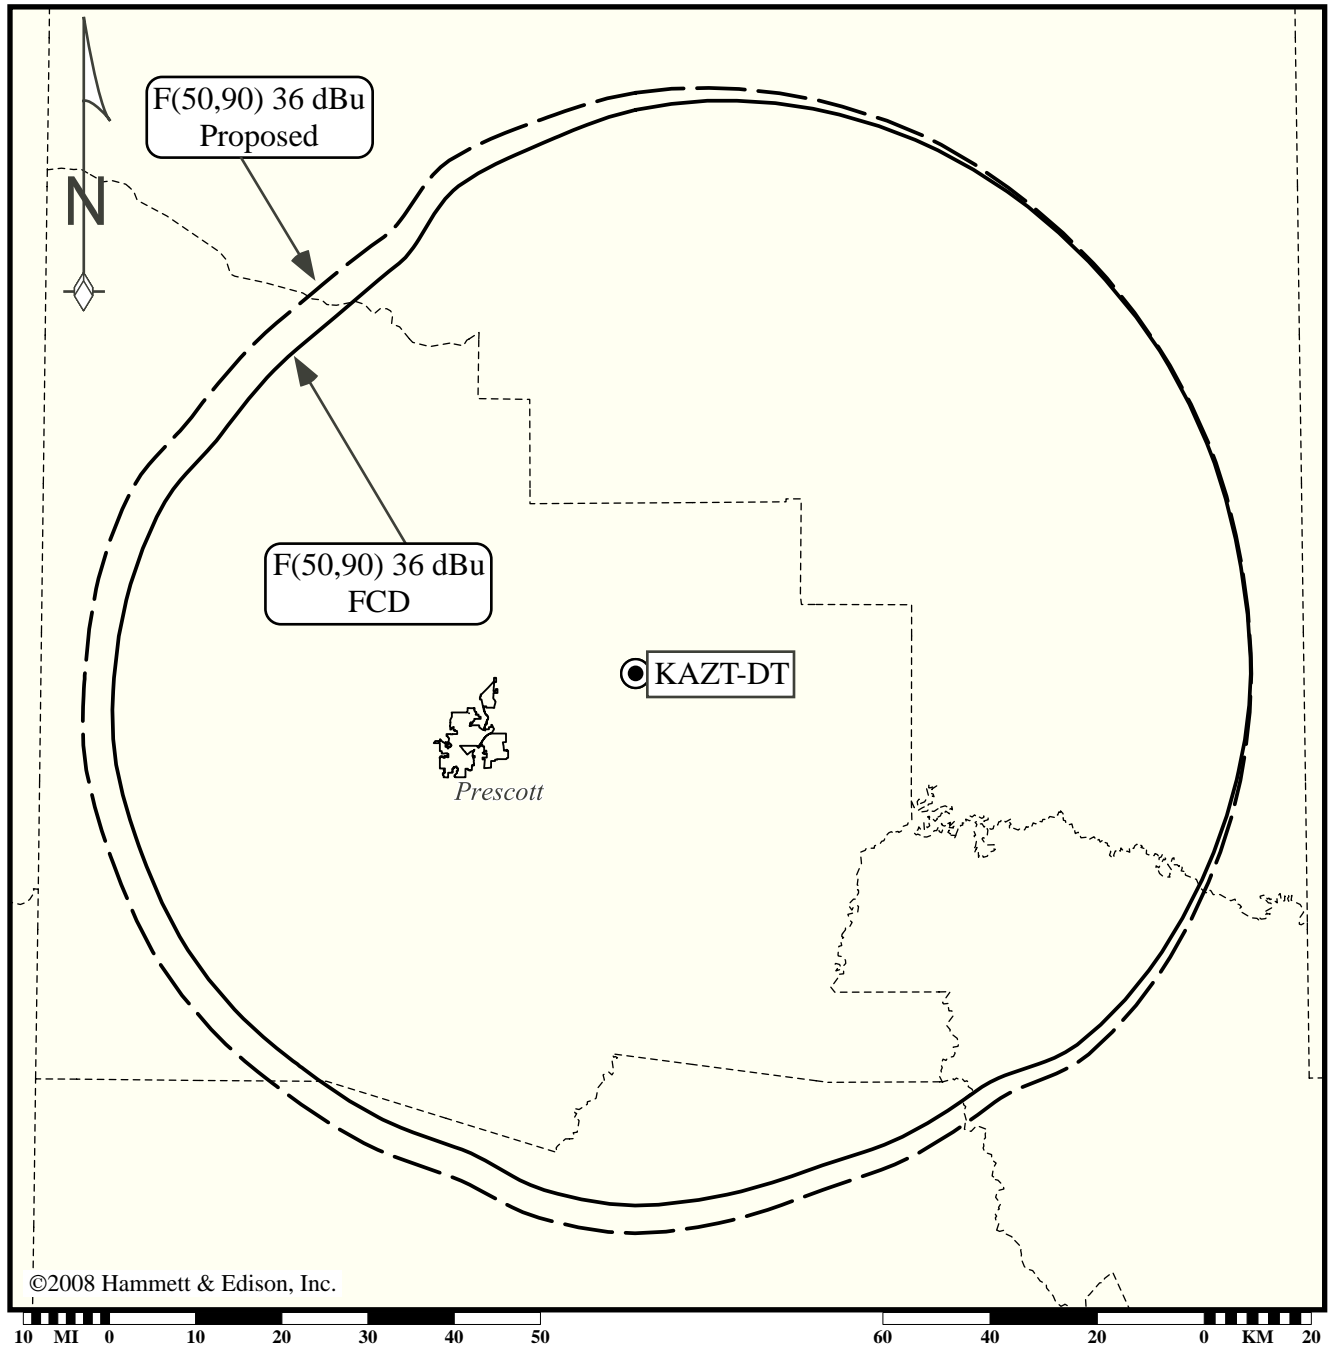 F(50,90) 36 dBu
Proposed
N
F(50,90) 36 dBu
FCD
KAZT-DT
Prescott
©2008 Hammett & Edison, Inc.
10 MI 0 10 20 30 40 50 60 40 20 0 KM 20